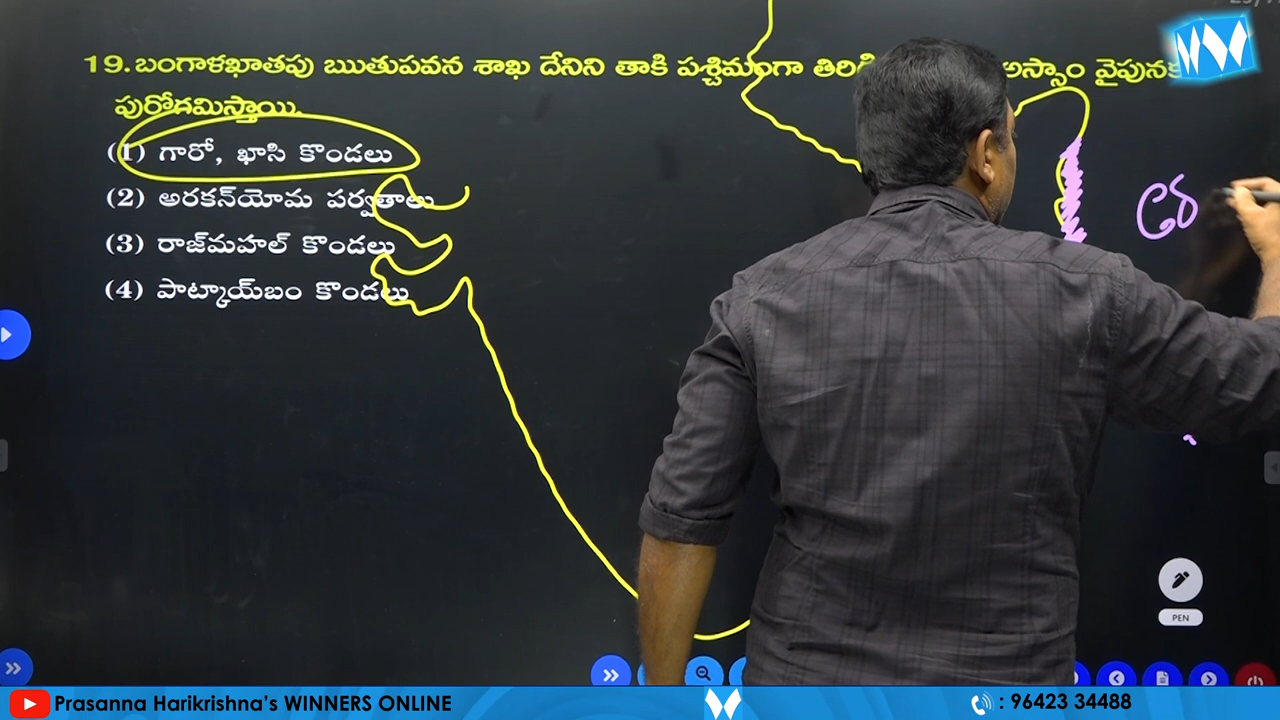 19. బంగాళఖాతపు ఋతుపవన శాఖ దేనిని తాకి పశ్చిమంగా అస్సాం వైపునకు
పురోగమిస్తాయి.
(1) గారో, ఖాసి కొండలు
(2) అరకన్‌యోమ పర్వతాలు
(3) రాజ్‌మహల్ కొండలు
(4) పాట్కాయ్‌బం కొండలు
PEN
Prasanna Harikrishna's WINNERS ONLINE
: 96423 34488